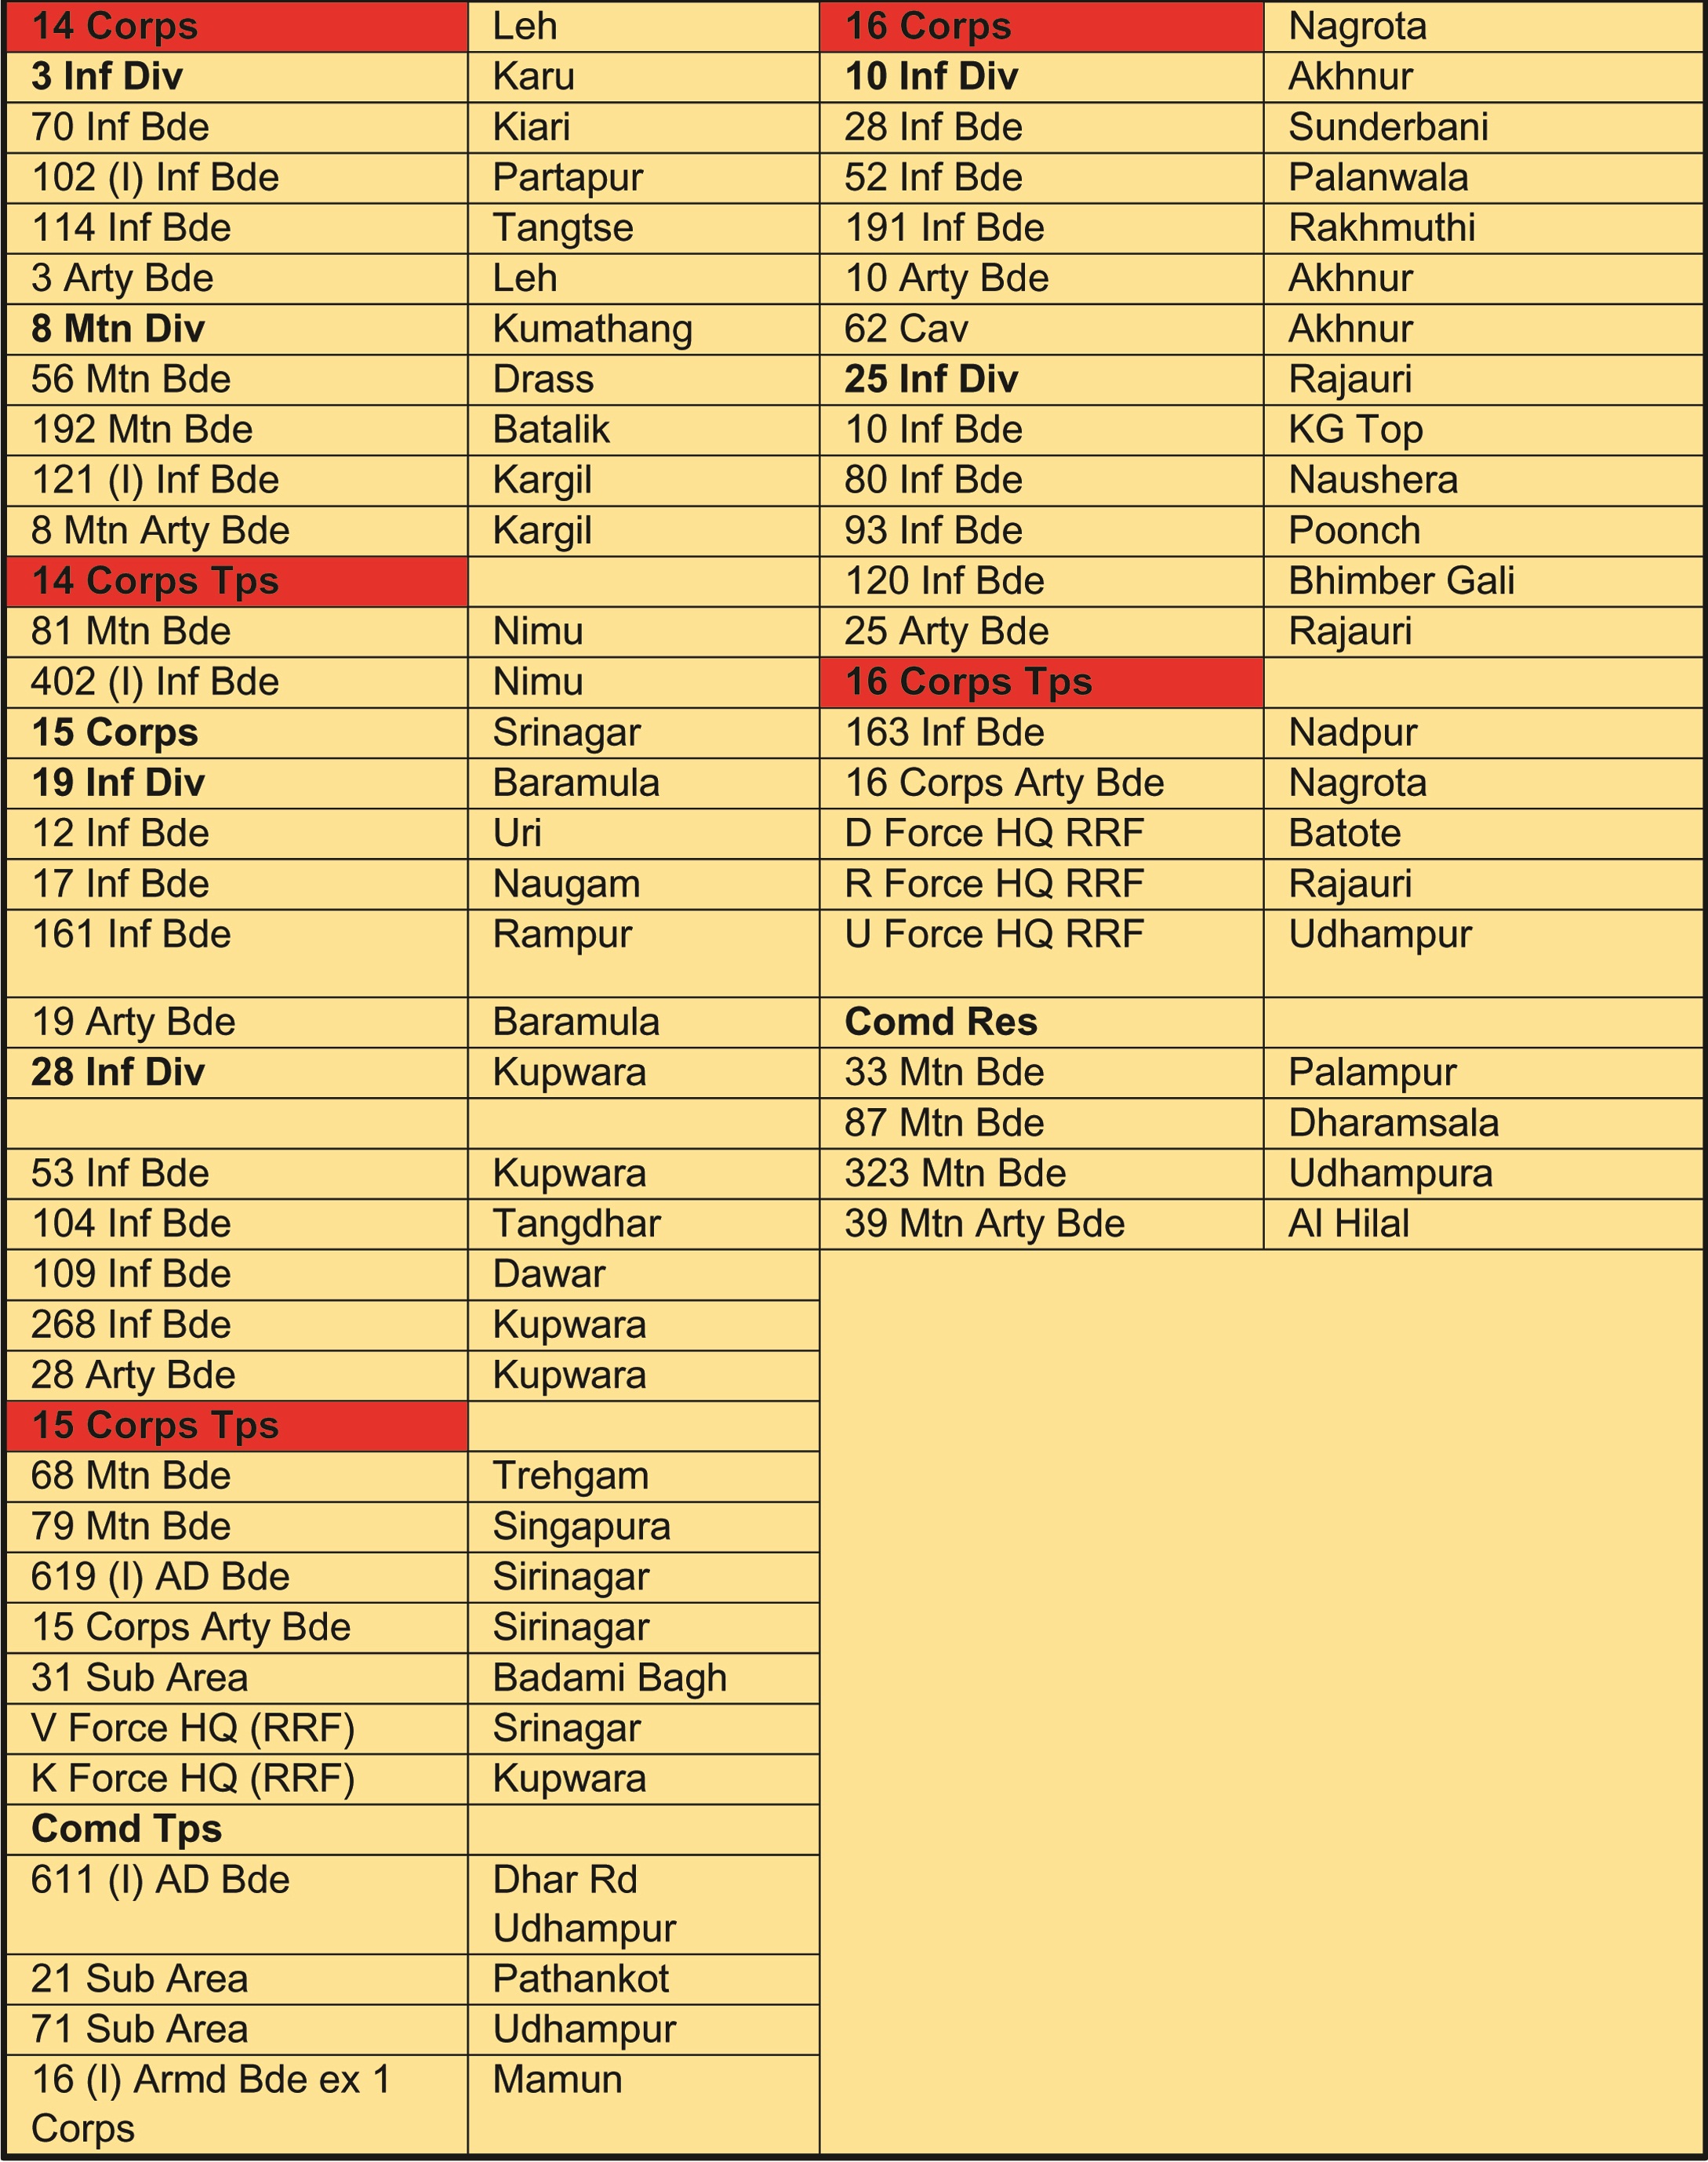 14 Corps Leh 16 Corps Nagrota
3 Inf Div Karu 10 Inf Div Akhnur
70 Inf Bde Kiari 28 Inf Bde Sunderbani
102 (I) Inf Bde Partapur 52 Inf Bde Palanwala
114 Inf Bde Tangtse 191 Inf Bde Rakhmuthi
3 Arty Bde Leh 10 Arty Bde Akhnur
8 Mtn Div Kumathang 62 Cav Akhnur
56 Mtn Bde Drass 25 Inf Div Rajauri
192 Mtn Bde Batalik 10 Inf Bde KG Top
121 (I) Inf Bde Kargil 80 Inf Bde Naushera
8 Mtn Arty Bde Kargil 93 Inf Bde Poonch
14 Corps Tps 120 Inf Bde Bhimber Gali
81 Mtn Bde Nimu 25 Arty Bde Rajauri
402 (I) Inf Bde Nimu 16 Corps Tps
15 Corps Srinagar 163 Inf Bde Nadpur
19 Inf Div Baramula 16 Corps Arty Bde Nagrota
12 Inf Bde Uri D Force HQ RRF Batote
17 Inf Bde Naugam R Force HQ RRF Rajauri
161 Inf Bde Rampur U Force HQ RRF Udhampur
19 Arty Bde Baramula Comd Res
28 Inf Div Kupwara 33 Mtn Bde Palampur
87 Mtn Bde Dharamsala
53 Inf Bde Kupwara 323 Mtn Bde Udhampura
104 Inf Bde Tangdhar 39 Mtn Arty Bde Al Hilal
109 Inf Bde Dawar
268 Inf Bde Kupwara
28 Arty Bde Kupwara
15 Corps Tps
68 Mtn Bde Trehgam
79 Mtn Bde Singapura
619 (I) AD Bde Sirinagar
15 Corps Arty Bde Sirinagar
31 Sub Area Badami Bagh
V Force HQ (RRF) Srinagar
K Force HQ (RRF) Kupwara
Comd Tps
611 (I) AD Bde Dhar Rd
Udhampur
21 Sub Area Pathankot
71 Sub Area Udhampur
16 (I) Armd Bde ex 1 Mamun
Corps